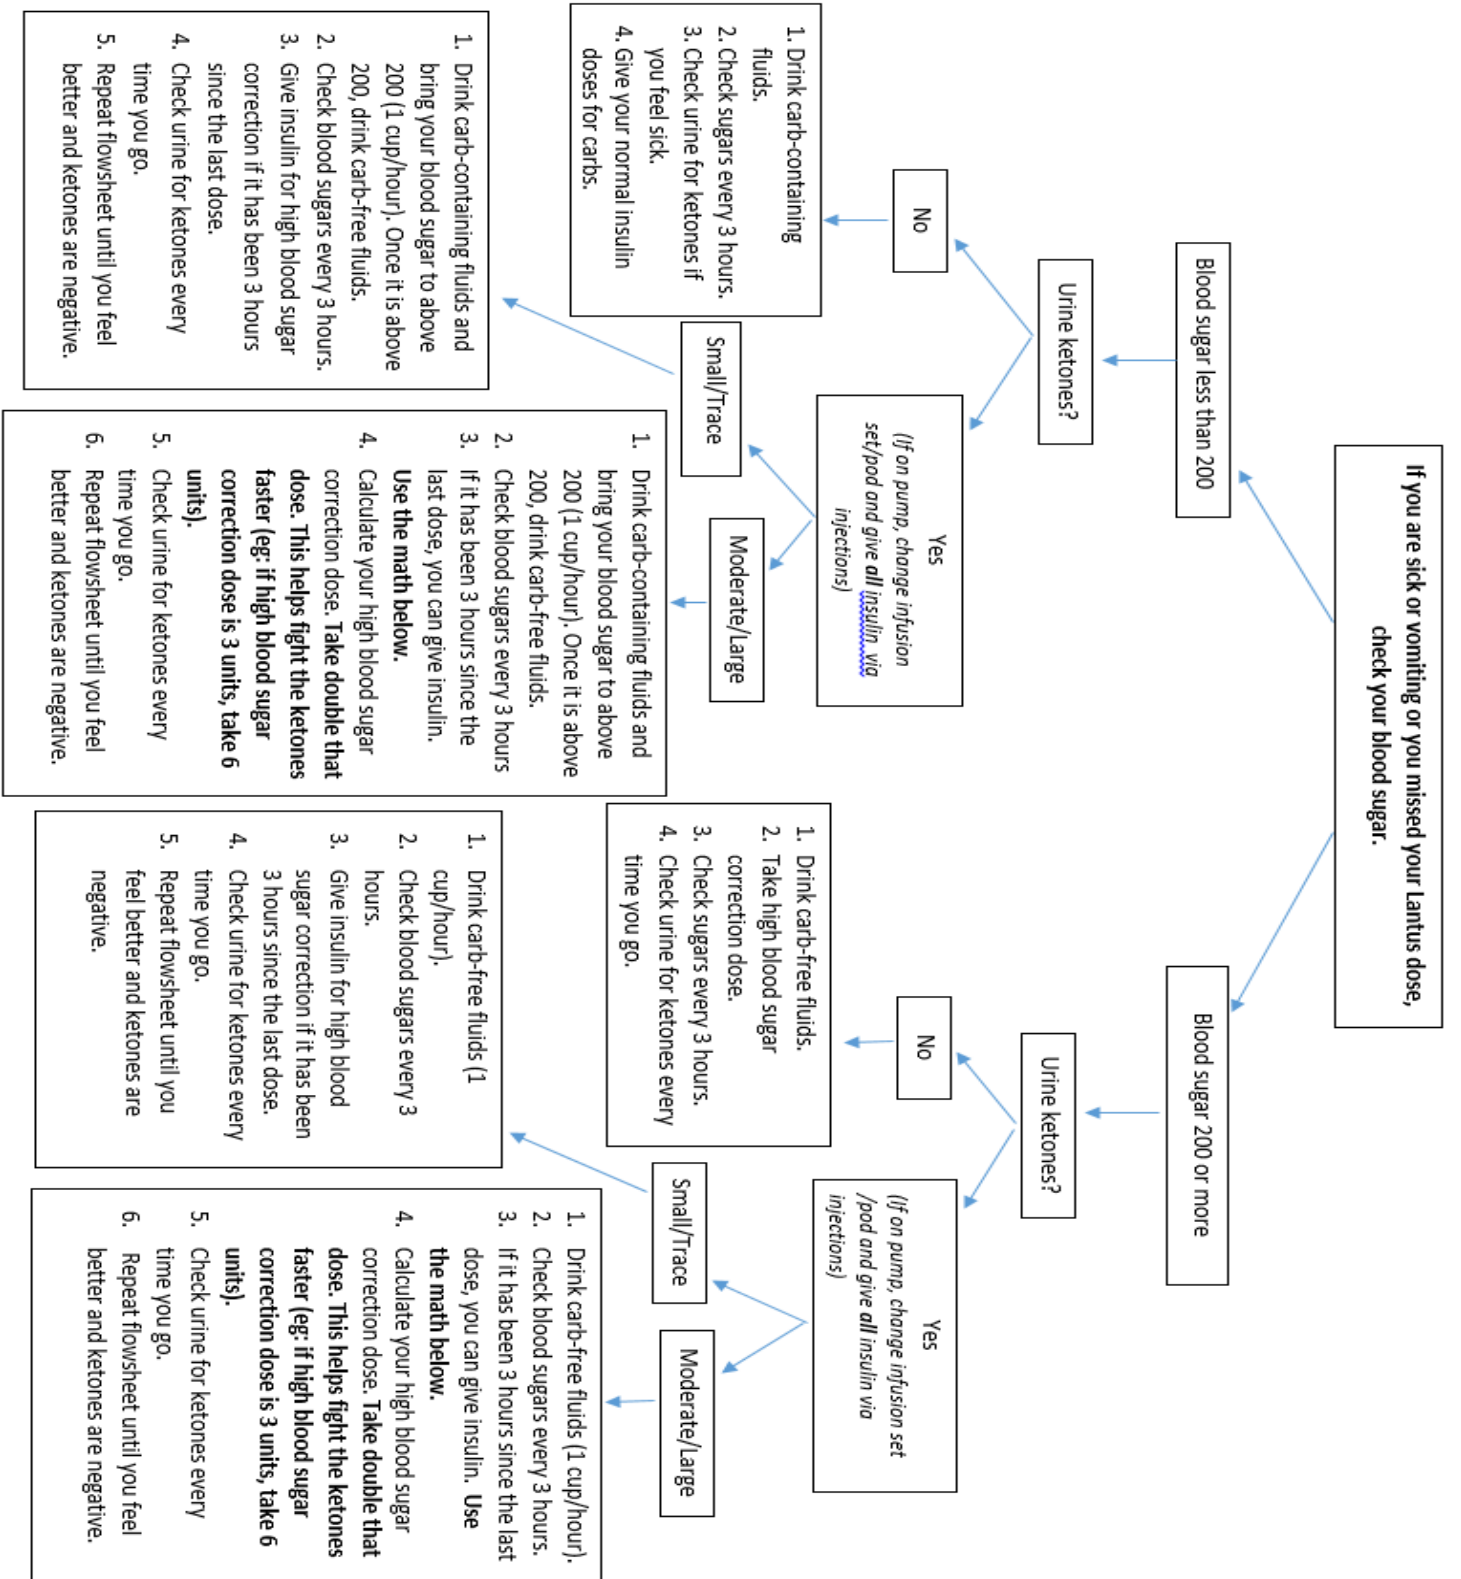 If you are sick or vomiting or you missed your Lantus dose,
check your blood sugar.
Blood sugar less than 200
Urine ketones?
No
1. Drink carb-containing
fluids.
2. Check sugars every 3 hours.
3. Check urine for ketones if
you feel sick.
4. Give your normal insulin
doses for carbs.
Yes
(If on pump, change infusion
set/pod and give all insulin via
injections)
Small/Trace
1. Drink carb-containing fluids and
bring your blood sugar to above
200 (1 cup/hour). Once it is above
200, drink carb-free fluids.
2. Check blood sugars every 3 hours.
3. Give insulin for high blood sugar
correction if it has been 3 hours
since the last dose.
4. Check urine for ketones every
time you go.
5. Repeat flowsheet until you feel
better and ketones are negative.
Moderate/Large
1. Drink carb-containing fluids and
bring your blood sugar to above
200 (1 cup/hour). Once it is above
200, drink carb-free fluids.
2. Check blood sugars every 3 hours
3. If it has been 3 hours since the
last dose, you can give insulin.
Use the math below.
4. Calculate your high blood sugar
correction dose. Take double that
dose. This helps fight the ketones
faster (eg: if high blood sugar
correction dose is 3 units, take 6
units).
5. Check urine for ketones every
time you go.
6. Repeat flowsheet until you feel
better and ketones are negative.
Blood sugar 200 or more
Urine ketones?
No
1. Drink carb-free fluids.
2. Take high blood sugar
correction dose.
3. Check sugars every 3 hours.
4. Check urine for ketones every
time you go.
Yes
(If on pump, change infusion set
/pod and give all insulin via
injections)
Small/Trace
1. Drink carb-free fluids (1
cup/hour).
2. Check blood sugars every 3
hours.
3. Give insulin for high blood
sugar correction if it has been
3 hours since the last dose.
4. Check urine for ketones every
time you go.
5. Repeat flowsheet until you
feel better and ketones are
negative.
Moderate/Large
1. Drink carb-free fluids (1 cup/hour).
2. Check blood sugars every 3 hours.
3. If it has been 3 hours since the last
dose, you can give insulin. Use
the math below.
4. Calculate your high blood sugar
correction dose. Take double that
dose. This helps fight the ketones
faster (eg: if high blood sugar
correction dose is 3 units, take 6
units).
5. Check urine for ketones every
time you go.
6. Repeat flowsheet until you feel
better and ketones are negative.